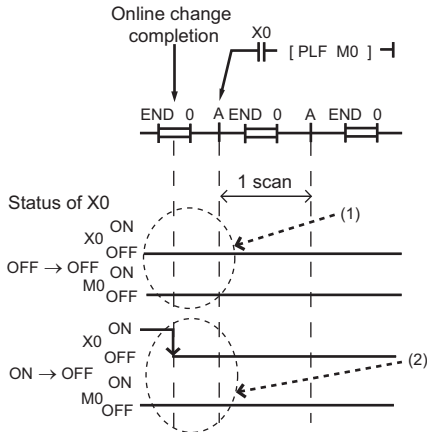 Online change
completion
X0
[ PLF M0 ]
END 0 A END 0 A END 0
1 scan
Status of X0
ON
X0
OFF
OFF → OFF
ON
M0
OFF
(1)
ON
X0
OFF
ON → OFF
ON
M0
OFF
(2)